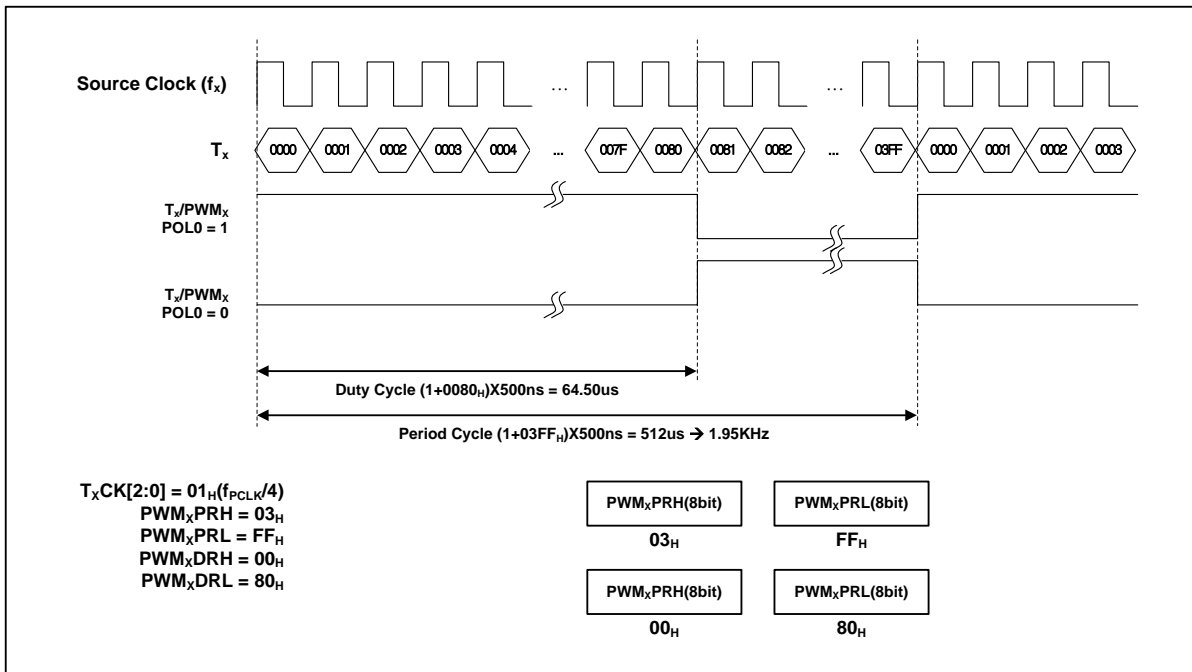 Source Clock (fx)
... ...
Tx 0000 0001 0002 0003 0004 ... 007F 0080 0081 0082 ... 03FF 0000 0001 0002 0003
Tx/PWMx
POL0 = 1
Tx/PWMx
POL0 = 0
Duty Cycle (1+0080H)X500ns = 64.50us
Period Cycle (1+03FFH)X500ns = 512us → 1.95KHz
TxCK[2:0] = 01H(fPCLK/4)
PWMxPRH = 03H
PWMxPRL = FFH
PWMxDRH = 00H
PWMxDRL = 80H
PWMxPRH(8bit) PWMxPRL(8bit)
03H FFH
PWMxPRH(8bit) PWMxPRL(8bit)
00H 80H